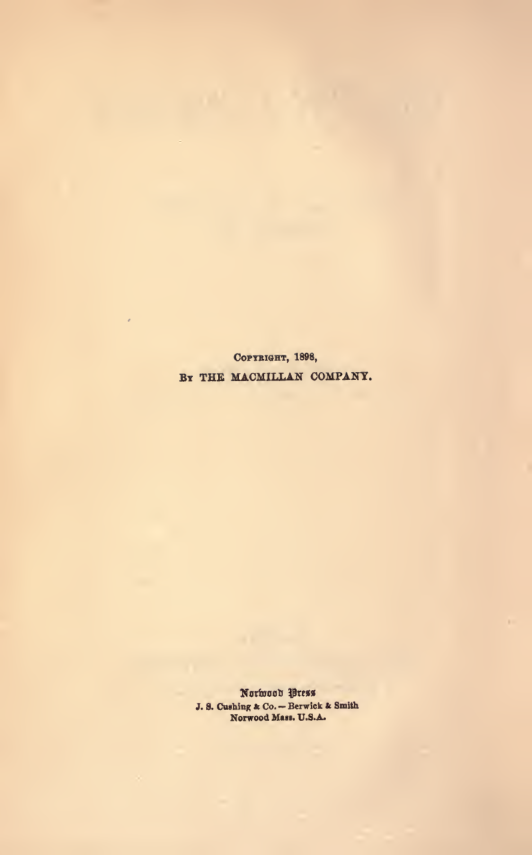 Copyright, 1898,
By THE MACMILLAN COMPANY.
Norwood Press
J. S. Cushing & Co. — Berwick & Smith
Norwood Mass. U.S.A.